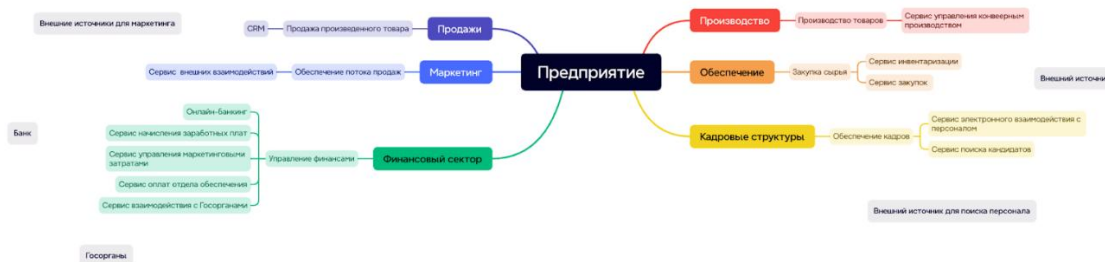 Внешние источники для маркетинга
CRM
Продажа произведенного товара
Продажи
Сервис внешних взаимодействий
Обеспечение потока продаж
Маркетинг
Предприятие
Производство
Производство товаров
Сервис управления конвеерным
производством
Обеспечение
Закупка сырья
Сервис инвентаризации
Сервис закупок
Внешний источни
Кадровые структуры
Обеспечение кадров
Сервис электронного взаимодействия с
персоналом
Сервис поиска кандидатов
Банк
Онлайн-банкинг
Сервис начисления заработных плат
Сервис управления маркетинговыми
затратами
Сервис оплат отдела обеспечения
Сервис взаимодействия с Госорганами
Управление финансами
Финансовый сектор
Внешний источник для поиска персонала
Госорганы